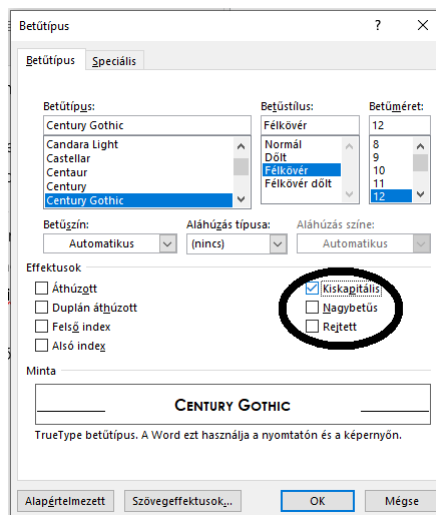 Betűtípus ? ×
Betűtípus Speciális
Betűtípus: Betűstílus: Betűméret:
Century Gothic Félkövér 12
Candara Light Normál 8
Castellar Dőlt 9
Centaur Félkövér 10
Century Félkövér dőlt 11
Century Gothic 12
Betűszín: Aláhúzás típusa: Aláhúzás színe:
Automatikus (nincs) Automatikus
Effektusok
Áthúzott Kiskapitális
Duplán áthúzott Nagybetűs
Felső index Rejtett
Alsó index
Minta
Century Gothic
TrueType betűtípus. A Word ezt használja a nyomtatón és a képernyőn.
Alapértelmezett Szövegeffektusok... OK Mégse